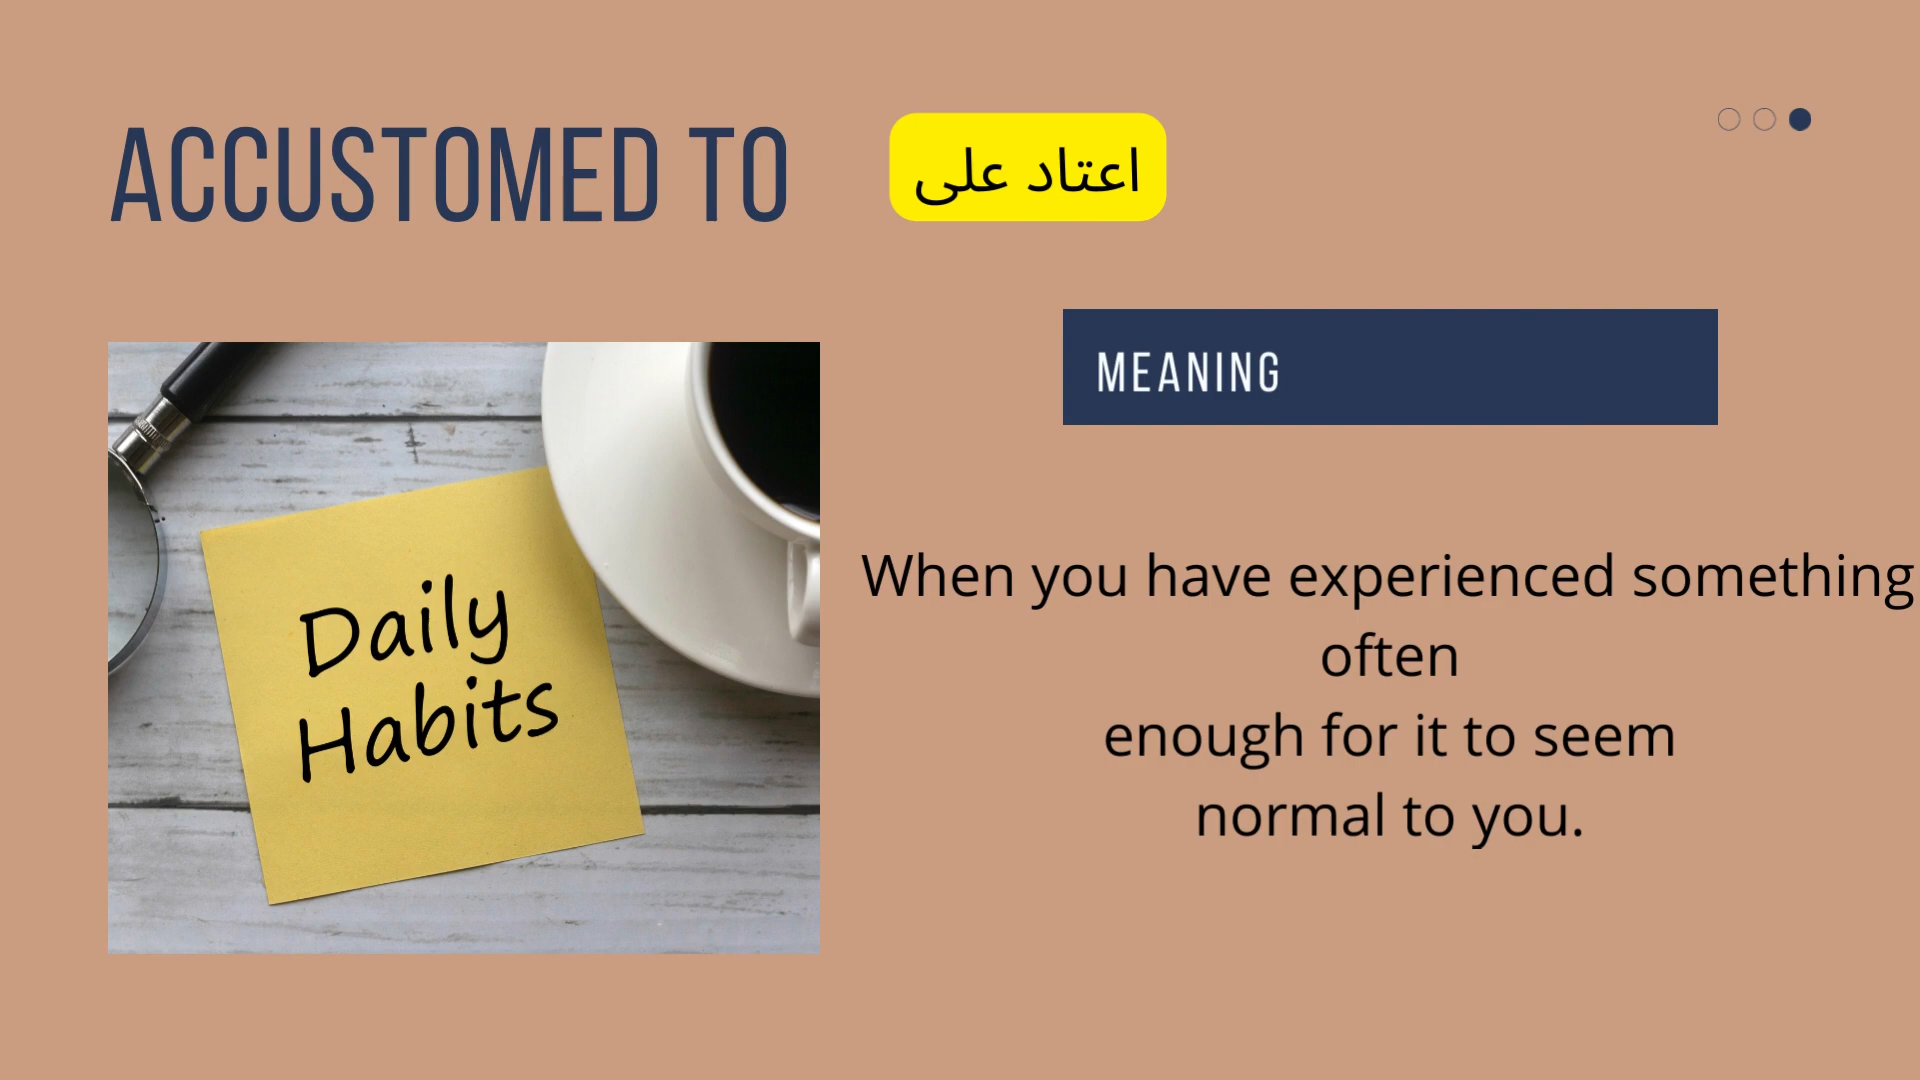 ACCUSTOMED TO
اعتاد على
MEANING
Daily
Habits
When you have experienced something
often
enough for it to seem
normal to you.